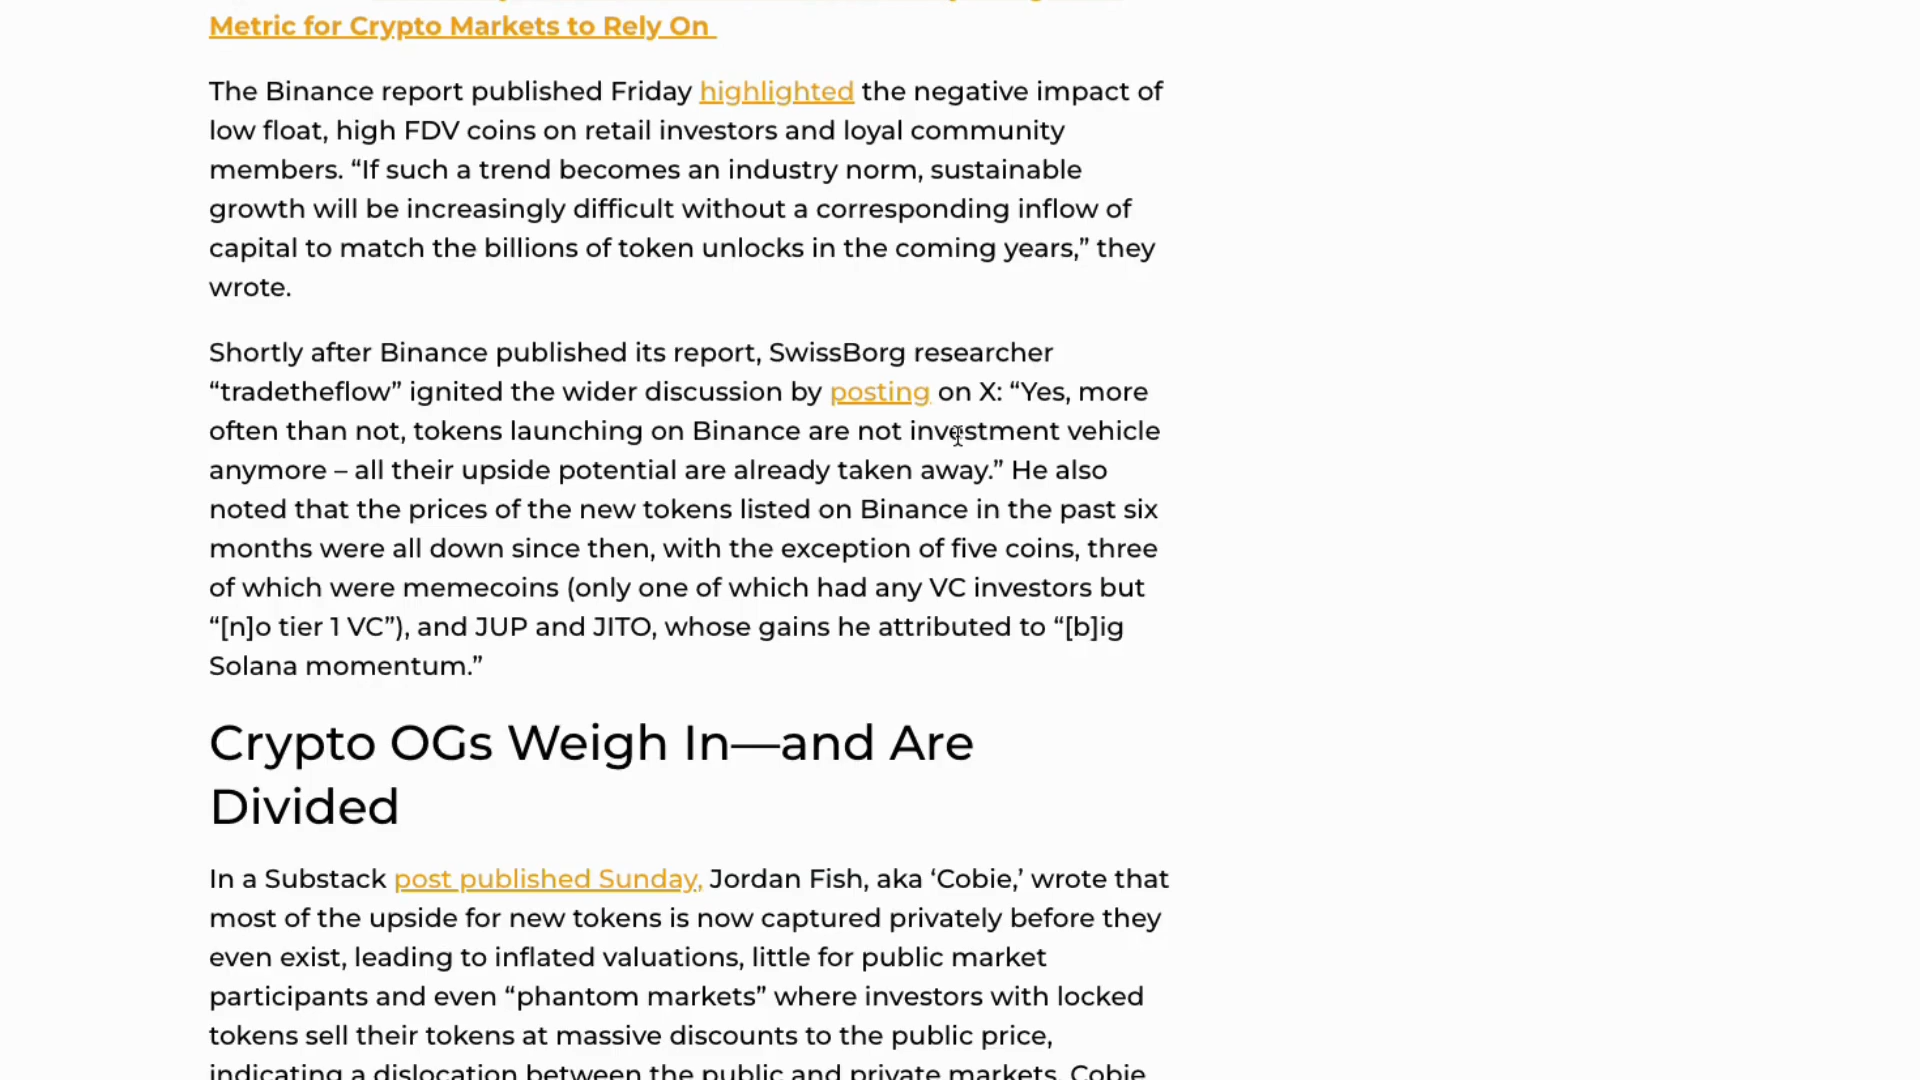 Metric for Crypto Markets to Rely On
The Binance report published Friday highlighted the negative impact of
low float, high FDV coins on retail investors and loyal community
members. “If such a trend becomes an industry norm, sustainable
growth will be increasingly difficult without a corresponding inflow of
capital to match the billions of token unlocks in the coming years,” they
wrote.
Shortly after Binance published its report, SwissBorg researcher
“tradetheflow” ignited the wider discussion by posting on X: “Yes, more
often than not, tokens launching on Binance are not investment vehicle
anymore – all their upside potential are already taken away.” He also
noted that the prices of the new tokens listed on Binance in the past six
months were all down since then, with the exception of five coins, three
of which were memecoins (only one of which had any VC investors but
“[n]o tier 1 VC”), and JUP and JITO, whose gains he attributed to “[b]ig
Solana momentum.”
Crypto OGs Weigh In—and Are
Divided
In a Substack post published Sunday, Jordan Fish, aka ‘Cobie,’ wrote that
most of the upside for new tokens is now captured privately before they
even exist, leading to inflated valuations, little for public market
participants and even “phantom markets” where investors with locked
tokens sell their tokens at massive discounts to the public price,
indicating a dislocation between the public and private markets. Cobie